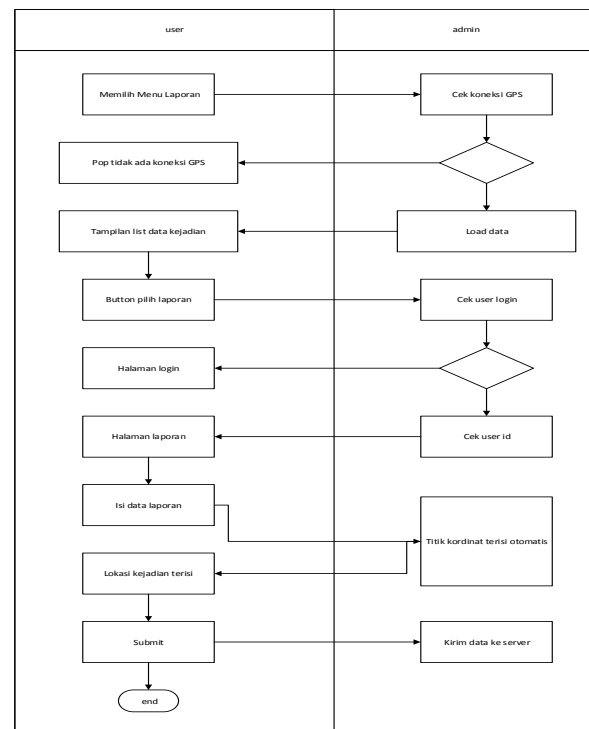 user
admin
Memilih Menu Laporan
Cek koneksi GPS
Pop tidak ada koneksi GPS
Tampilan list data kejadian
Load data
Button pilih laporan
Cek user login
Halaman login
Halaman laporan
Cek user id
Isi data laporan
Titik kordinat terisi otomatis
Lokasi kejadian terisi
Submit
Kirim data ke server
end